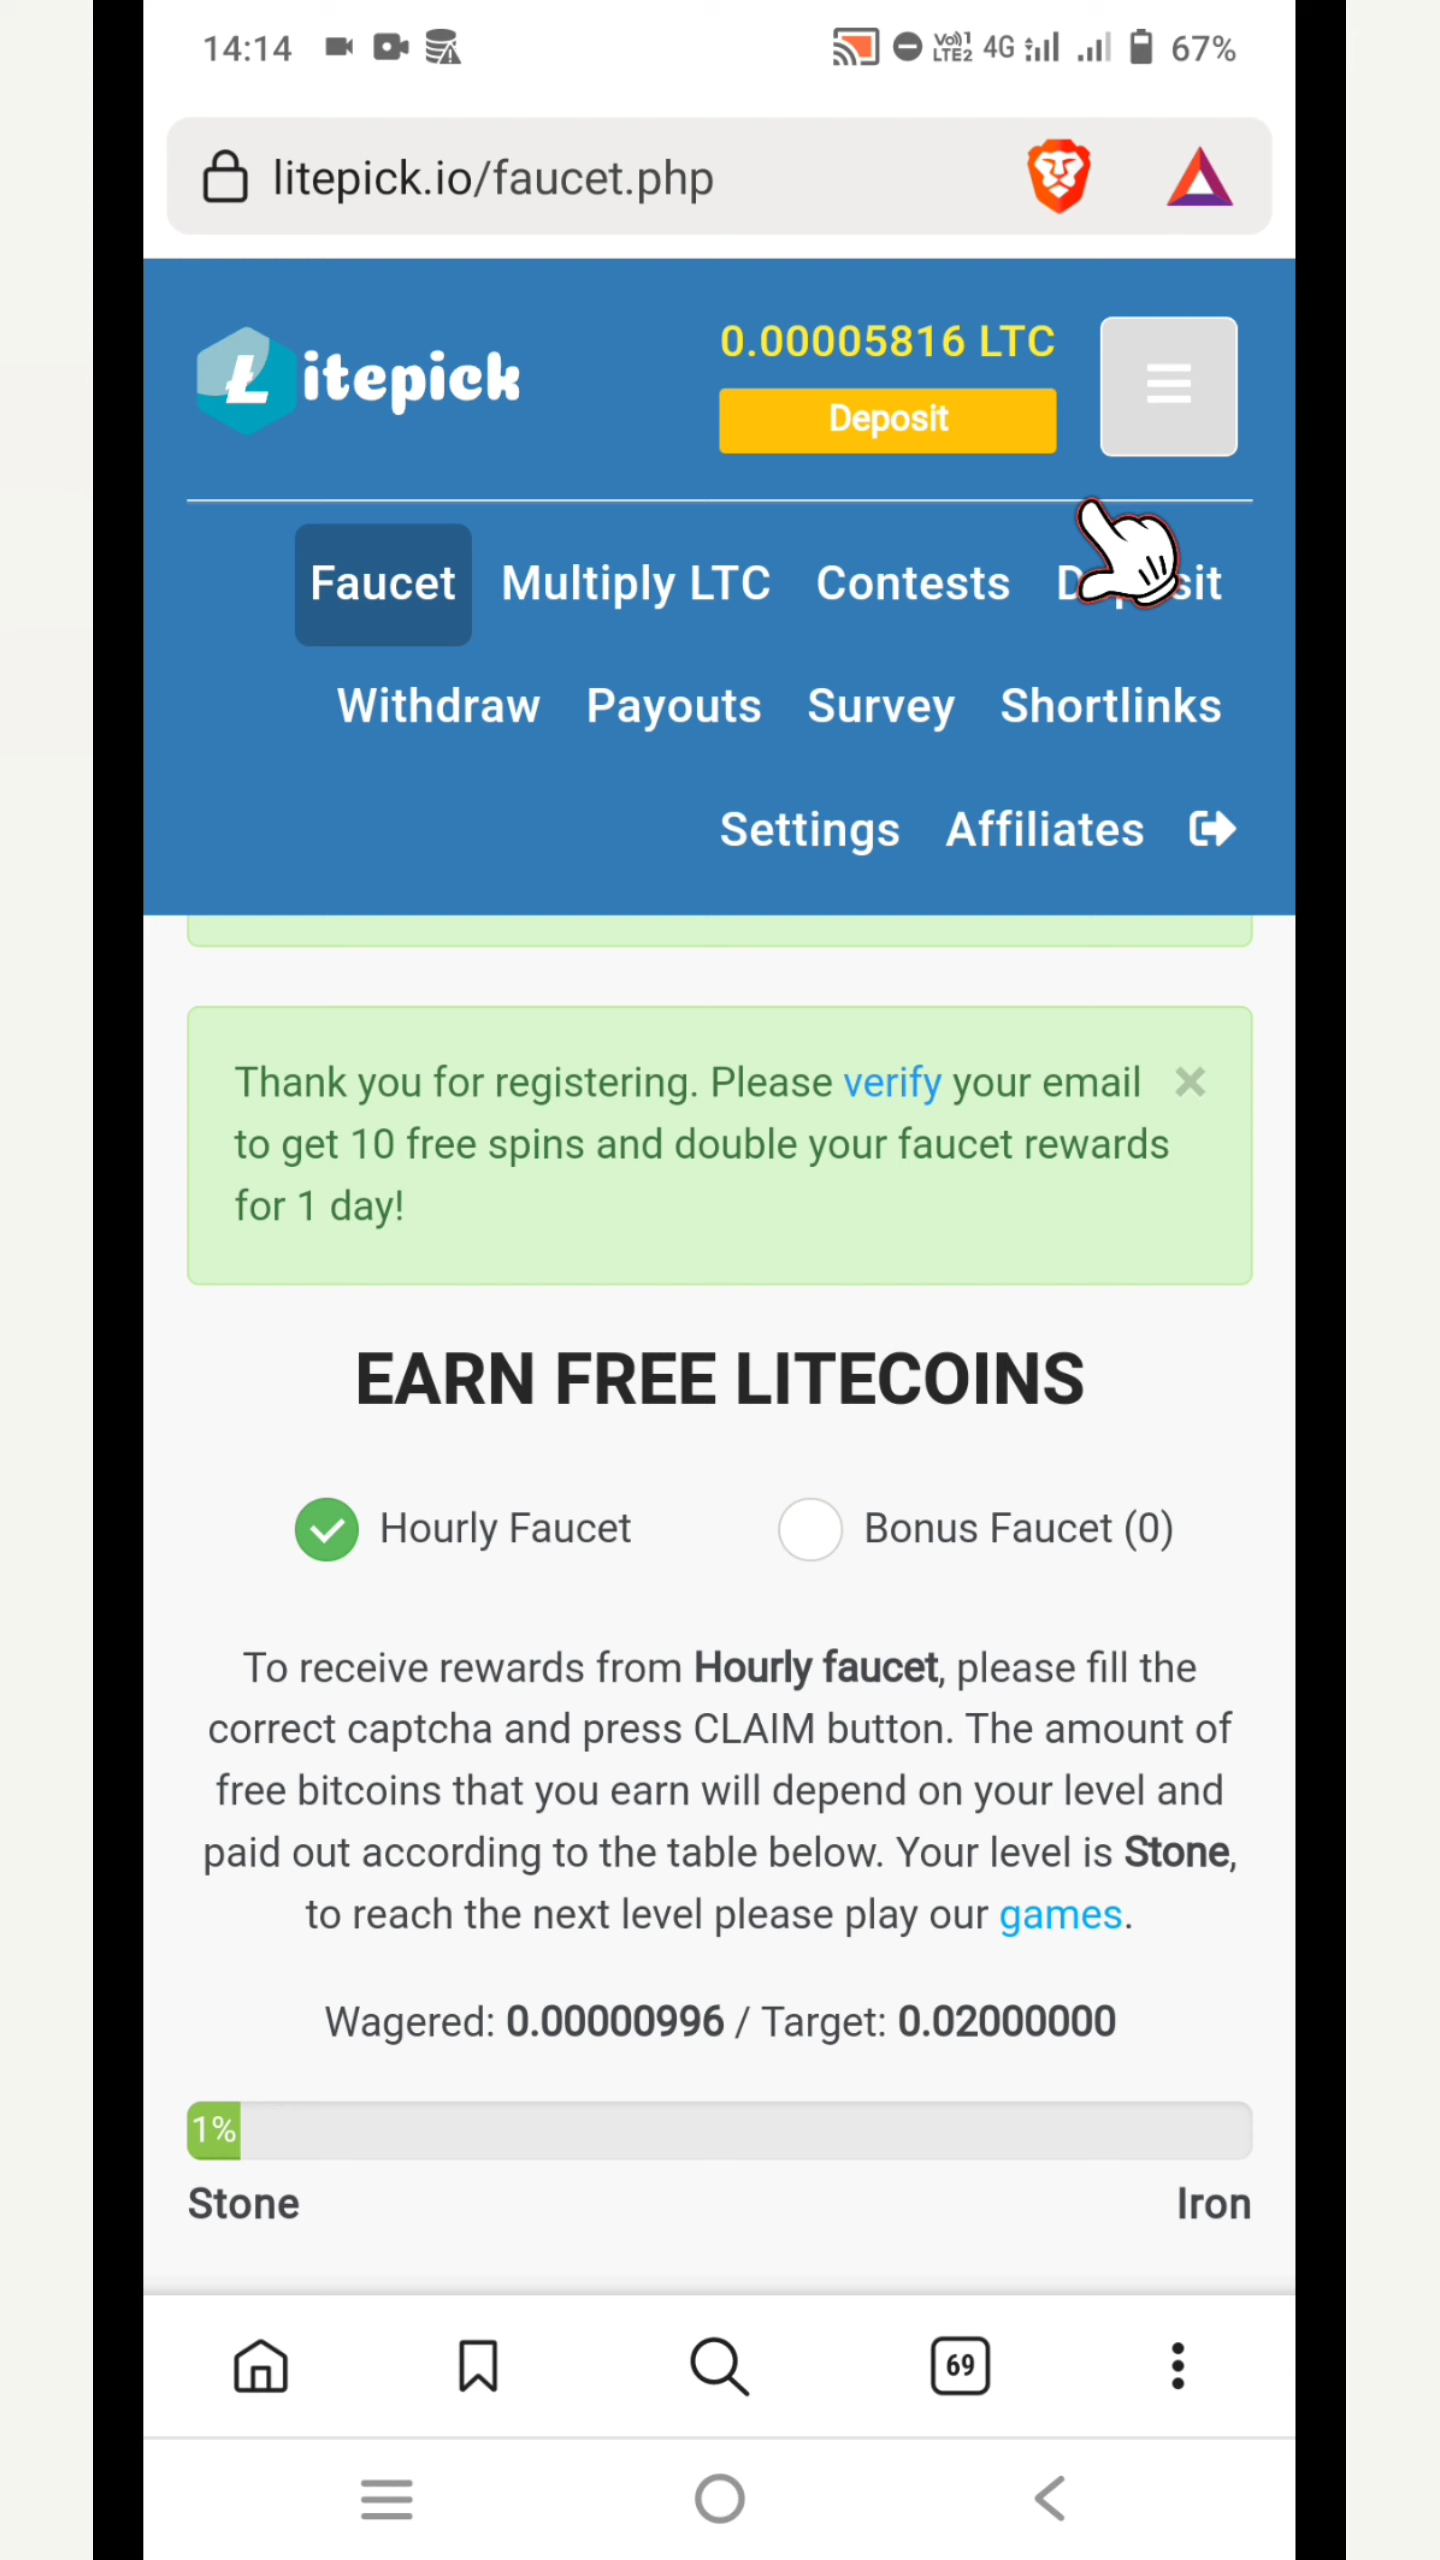 14:14
Vo))1 LTE2 4G 67%
litepick.io/faucet.php
Litepick
0.00005816 LTC
Deposit
Faucet Multiply LTC Contests
Withdraw Payouts Survey Shortlinks
Settings Affiliates
Thank you for registering. Please verify your email ×
to get 10 free spins and double your faucet rewards
for 1 day!
EARN FREE LITECOINS
Hourly Faucet Bonus Faucet (0)
To receive rewards from Hourly faucet, please fill the
correct captcha and press CLAIM button. The amount of
free bitcoins that you earn will depend on your level and
paid out according to the table below. Your level is Stone,
to reach the next level please play our games.
Wagered: 0.00000996 / Target: 0.02000000
1%
Stone Iron
69